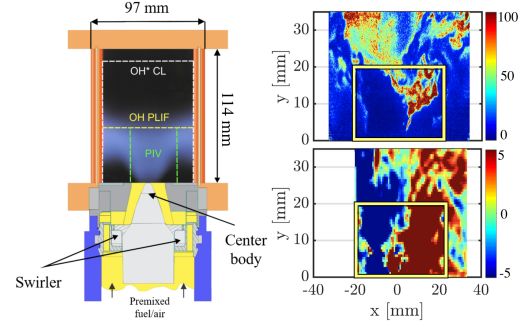 97 mm
OH* CL
OH PLIF
PIV
114 mm
Swirler
Center
body
Premixed
fuel/air
y [mm]
30
20
10
0
100
50
0
y [mm]
30
20
10
0
5
0
-5
-40
-20
0
20
40
x [mm]